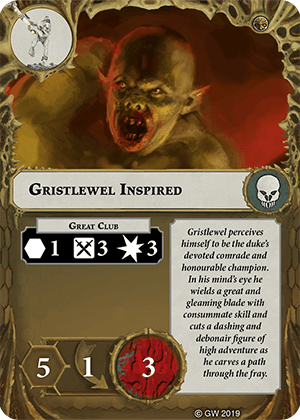 GRISTLEWEL INSPIRED
GREAT CLUB
1 3 3
Gristlewel perceives
himself to be the duke's
devoted comrade and
honourable champion.
In his mind's eye he
wields a great and
gleaming blade with
consummate skill and
cuts a dashing and
debonair figure of
high adventure as
he carves a path
through the fray.
5 1 3
© GW 2019